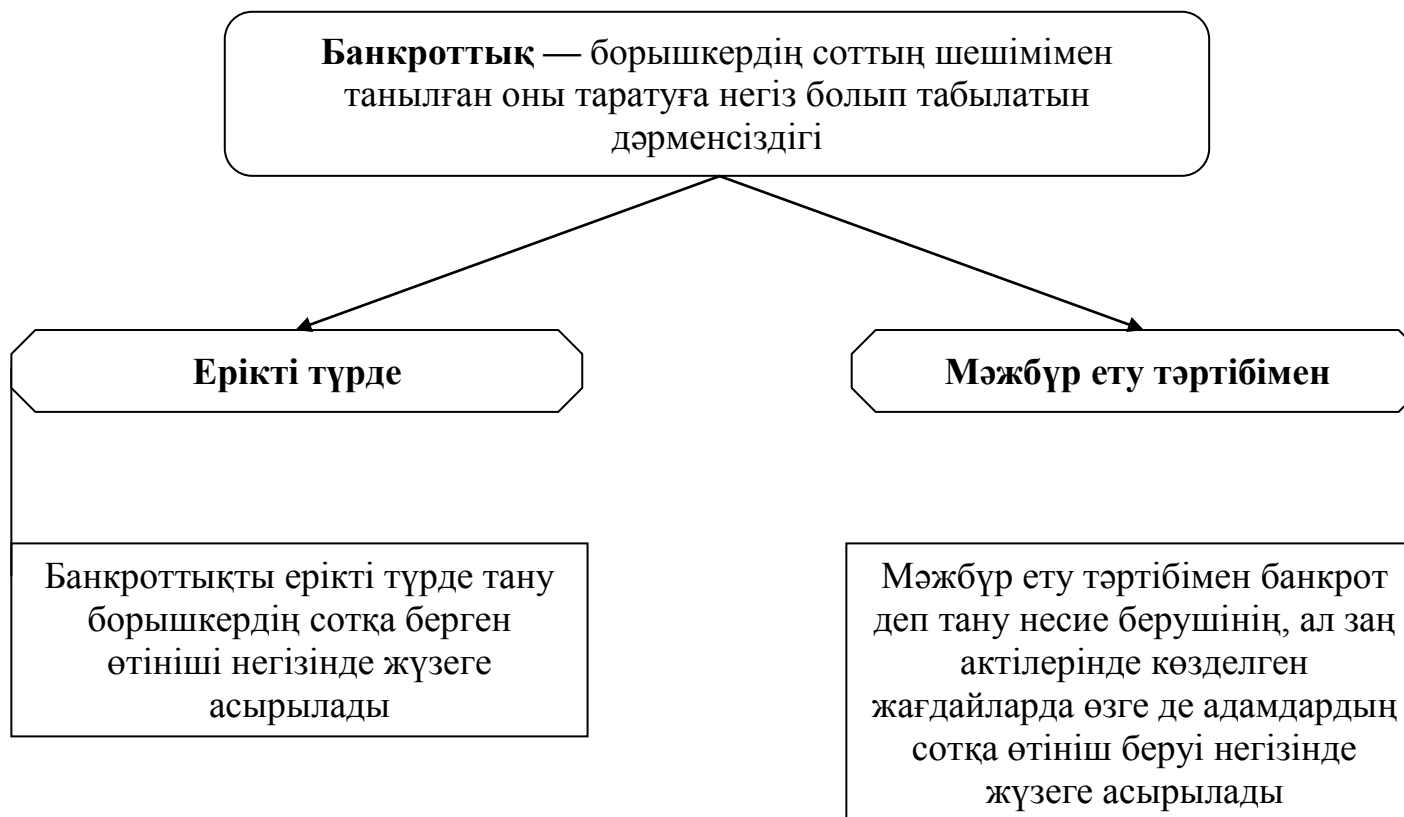 Банкроттық — борышкердің соттың шешімімен
танылған оны таратуға негіз болып табылатын
дәрменсіздігі
Ерікті түрде
Мәжбүр ету тәртібімен
Банкроттықты ерікті түрде тану
борышкердің сотқа берген
өтініші негізінде жүзеге
асырылады
Мәжбүр ету тәртібімен банкрот
деп тану несие берушінің, ал заң
актілерінде көзделген
жағдайларда өзге де адамдардың
сотқа өтініш беруі негізінде
жүзеге асырылады